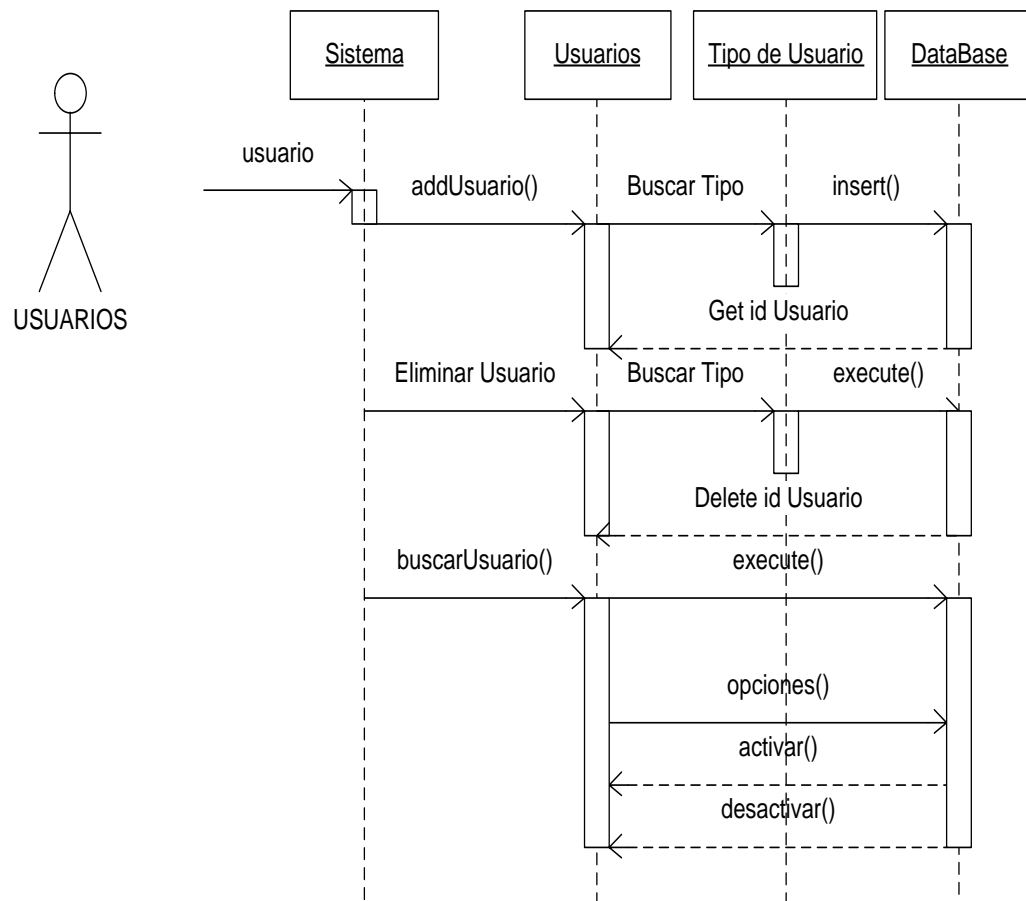 Sistema
Usuarios
Tipo de Usuario
DataBase
usuario
addUsuario()
Buscar Tipo
insert()
USUARIOS
Get id Usuario
Eliminar Usuario
Buscar Tipo
execute()
Delete id Usuario
buscarUsuario()
execute()
opciones()
activar()
desactivar()